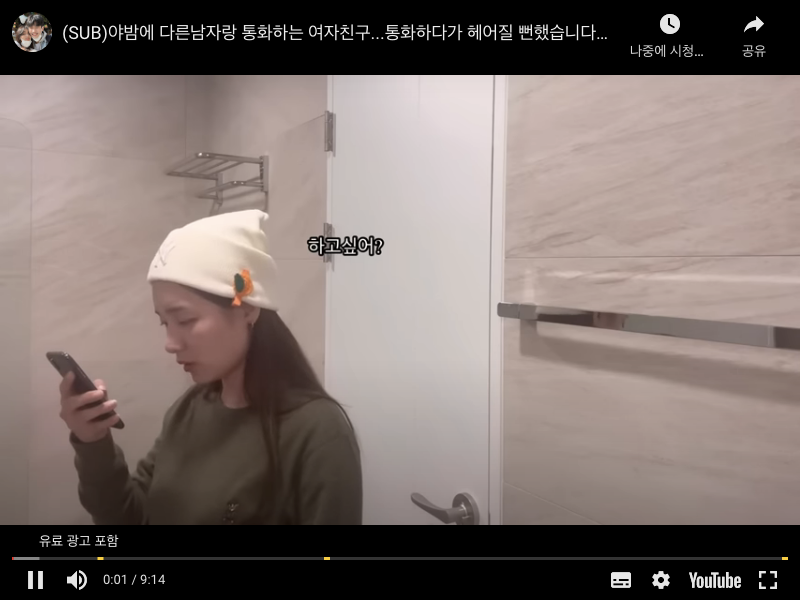 (SUB)야밤에 다른남자랑 통화하는 여자친구...통화하다가 헤어질 뻔했습니다...
나중에 시청...
공유
하고싶어?
유료 광고 포함
0:01 / 9:14
YouTube